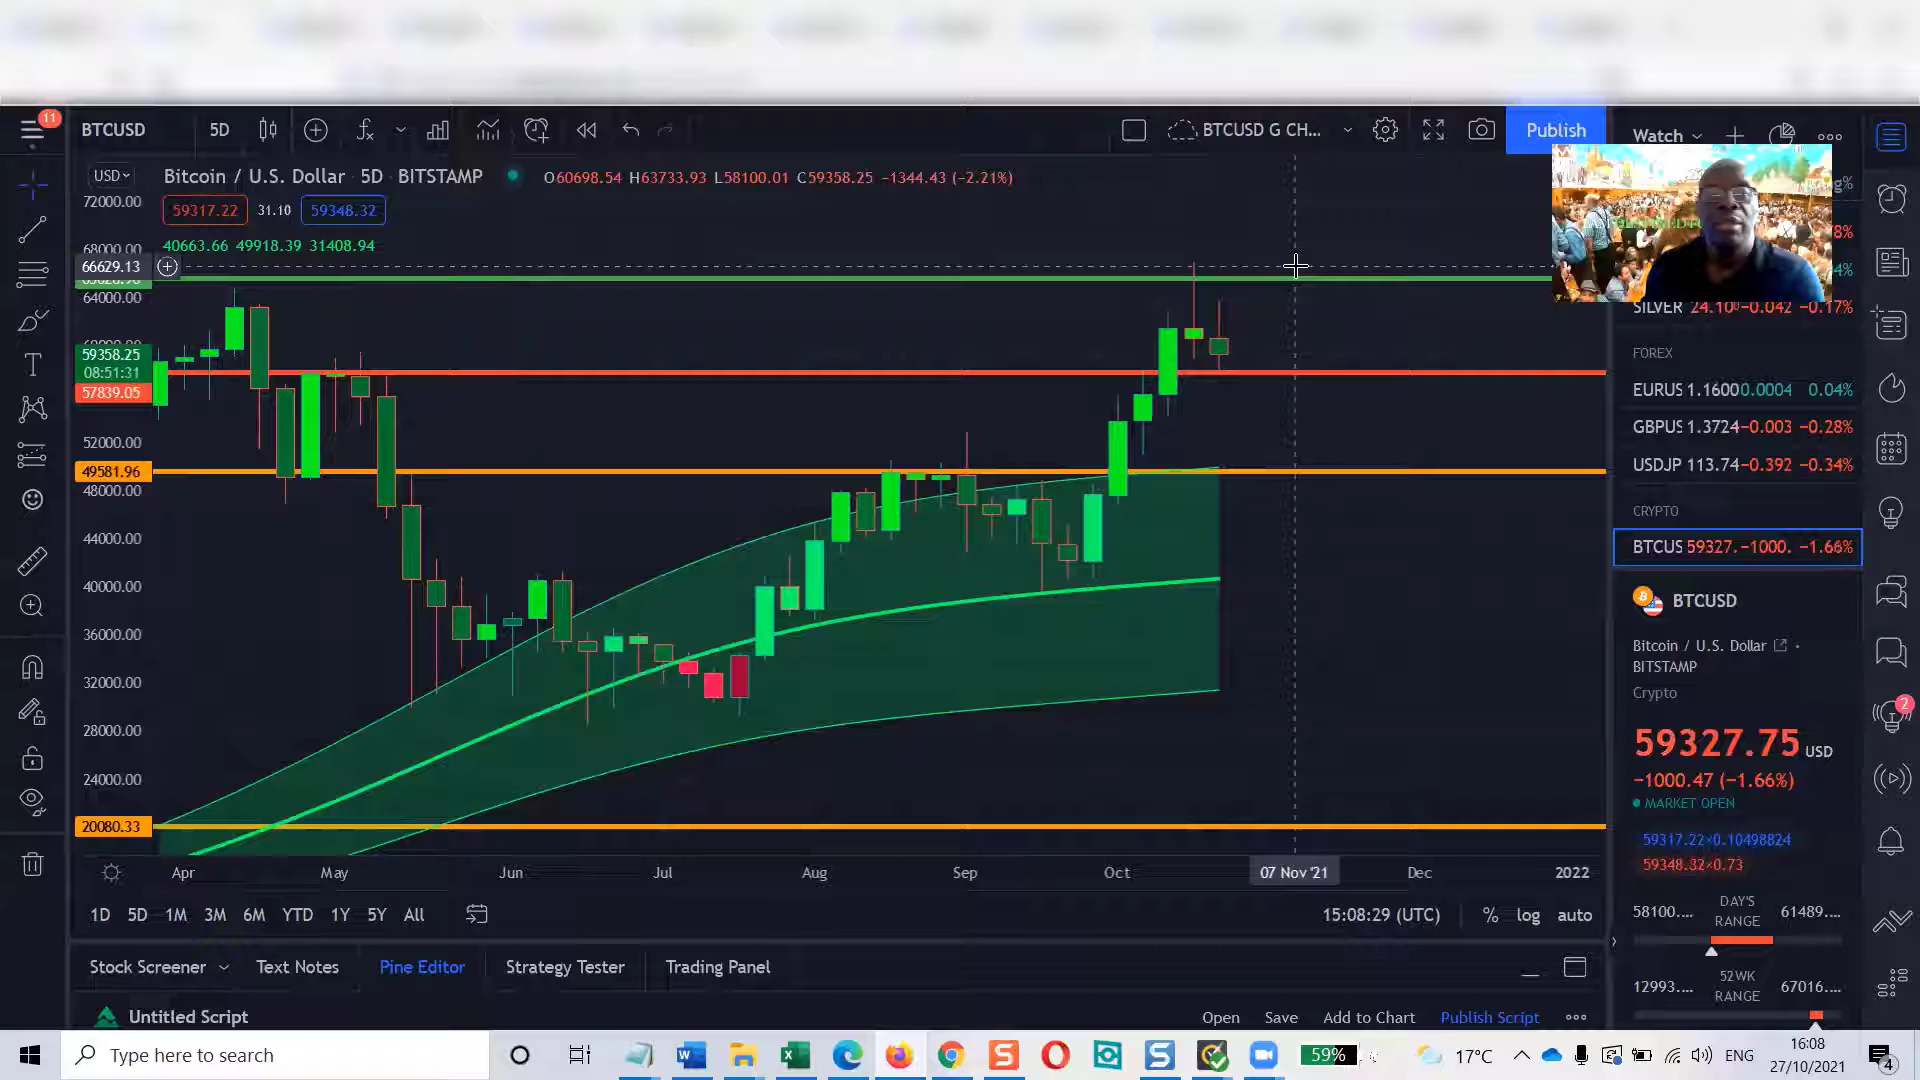 11
BTCUSD
5D
BTCUSD G CH...
Publish
Watch
USD
Bitcoin / U.S. Dollar 5D BITSTAMP
O60698.54 H63733.93 L58100.01 C59358.25 −1344.43 (−2.21%)
59317.22 31.10 59348.32
40663.66 49918.39 31408.94
72000.00
68000.00
66629.13
64000.00
59358.25
08:51:31
57839.05
52000.00
49581.96
48000.00
44000.00
40000.00
36000.00
32000.00
28000.00
24000.00
20080.33
Apr May Jun Jul Aug Sep Oct 07 Nov '21 Dec 2022
1D 5D 1M 3M 6M YTD 1Y 5Y All
15:08:29 (UTC) % log auto
Stock Screener Text Notes Pine Editor Strategy Tester Trading Panel
Untitled Script
Open Save Add to Chart Publish Script
SILVER 24.100 −0.042 −0.17%
FOREX
EURUS 1.1600 0.0004 0.04%
GBPUS 1.3724 −0.003 −0.28%
USDJP 113.74 −0.392 −0.34%
CRYPTO
BTCUS 59327. −1000. −1.66%
BTCUSD
Bitcoin / U.S. Dollar
BITSTAMP
Crypto
59327.75 USD
−1000.47 (−1.66%)
MARKET OPEN
59317.22×0.10498824
59348.82×0.73
58100.... DAY'S RANGE 61489....
12993.... 52WK RANGE 67016....
2
Type here to search
59%
17°C
ENG
16:08
27/10/2021
4